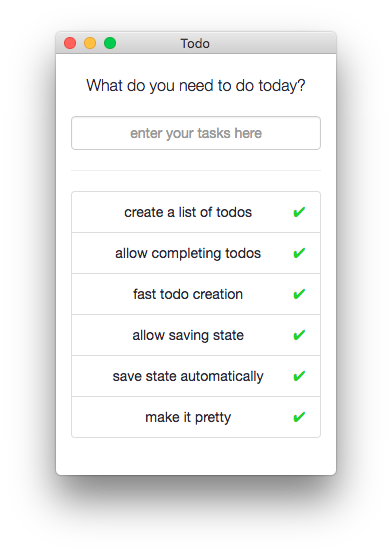 Todo
What do you need to do today?
enter your tasks here
create a list of todos ✔
allow completing todos ✔
fast todo creation ✔
allow saving state ✔
save state automatically ✔
make it pretty ✔